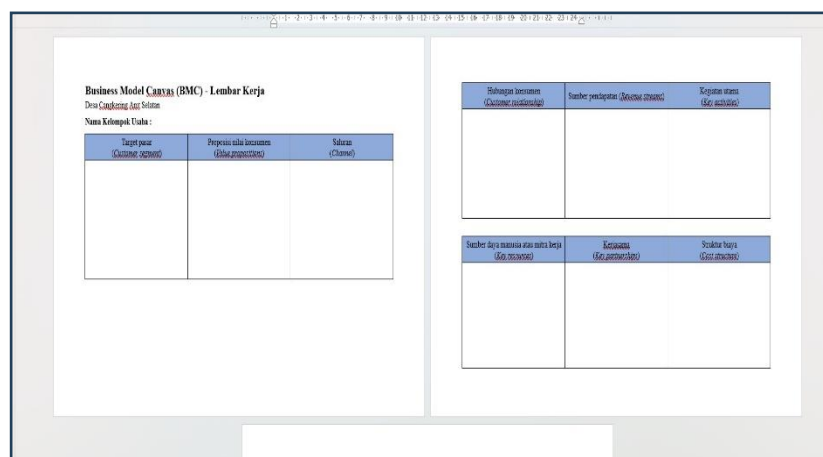 Business Model Canvas (BMC) - Lembar Kerja
Desa Cangkring Selatan
Nama Kelompok Usaha :
Target pasar
(Customer segment)
Proposisi nilai konsumen
(Value propositions)
Saluran
(Channel)
Hubungan konsumen
(Customer relationship)
Sumber pendapatan (Revenue streams)
Kegiatan utama
(Key activities)
Sumber daya manusia atau mitra kerja
(Key resources)
Kerjasama
(Key partnerships)
Struktur biaya
(Cost structure)